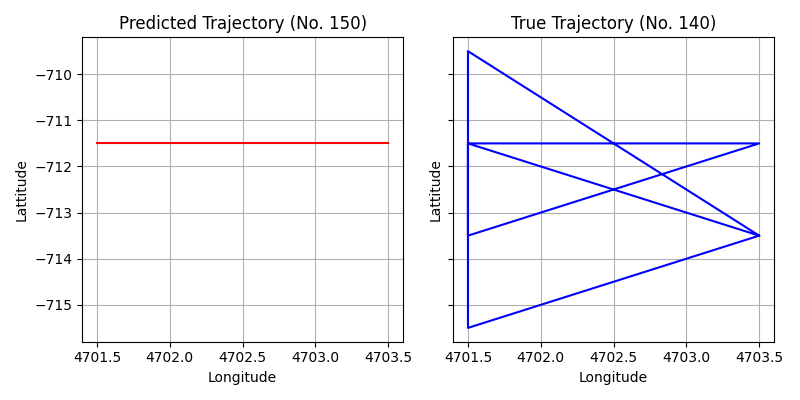 Predicted Trajectory (No. 150)
True Trajectory (No. 140)
−710
−711
−712
−713
−714
−715
Lattitude
Lattitude
4701.5 4702.0 4702.5 4703.0 4703.5
4701.5 4702.0 4702.5 4703.0 4703.5
Longitude
Longitude